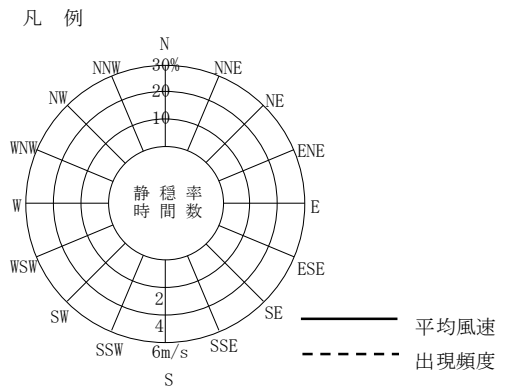 凡 例
N
NNW 30% NNE
NW 20 NE
10
WNW ENE
静 穏 率
W 時 間 数 E
WSW ESE
2
SW 4 SE
平均風速
SSW 6m/s SSE
出現頻度
S